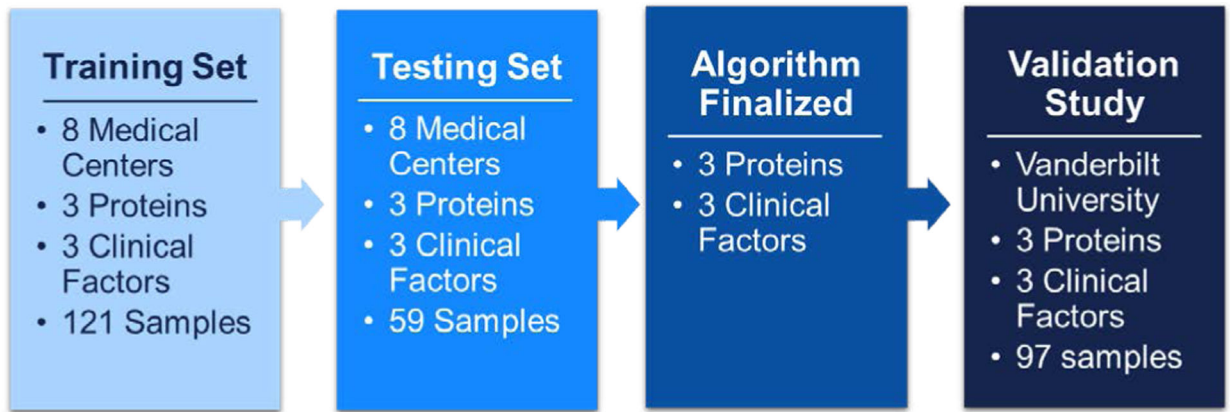 Training Set
• 8 Medical
Centers
• 3 Proteins
• 3 Clinical
Factors
• 121 Samples
Testing Set
• 8 Medical
Centers
• 3 Proteins
• 3 Clinical
Factors
• 59 Samples
Algorithm
Finalized
• 3 Proteins
• 3 Clinical
Factors
Validation
Study
• Vanderbilt
University
• 3 Proteins
• 3 Clinical
Factors
• 97 samples